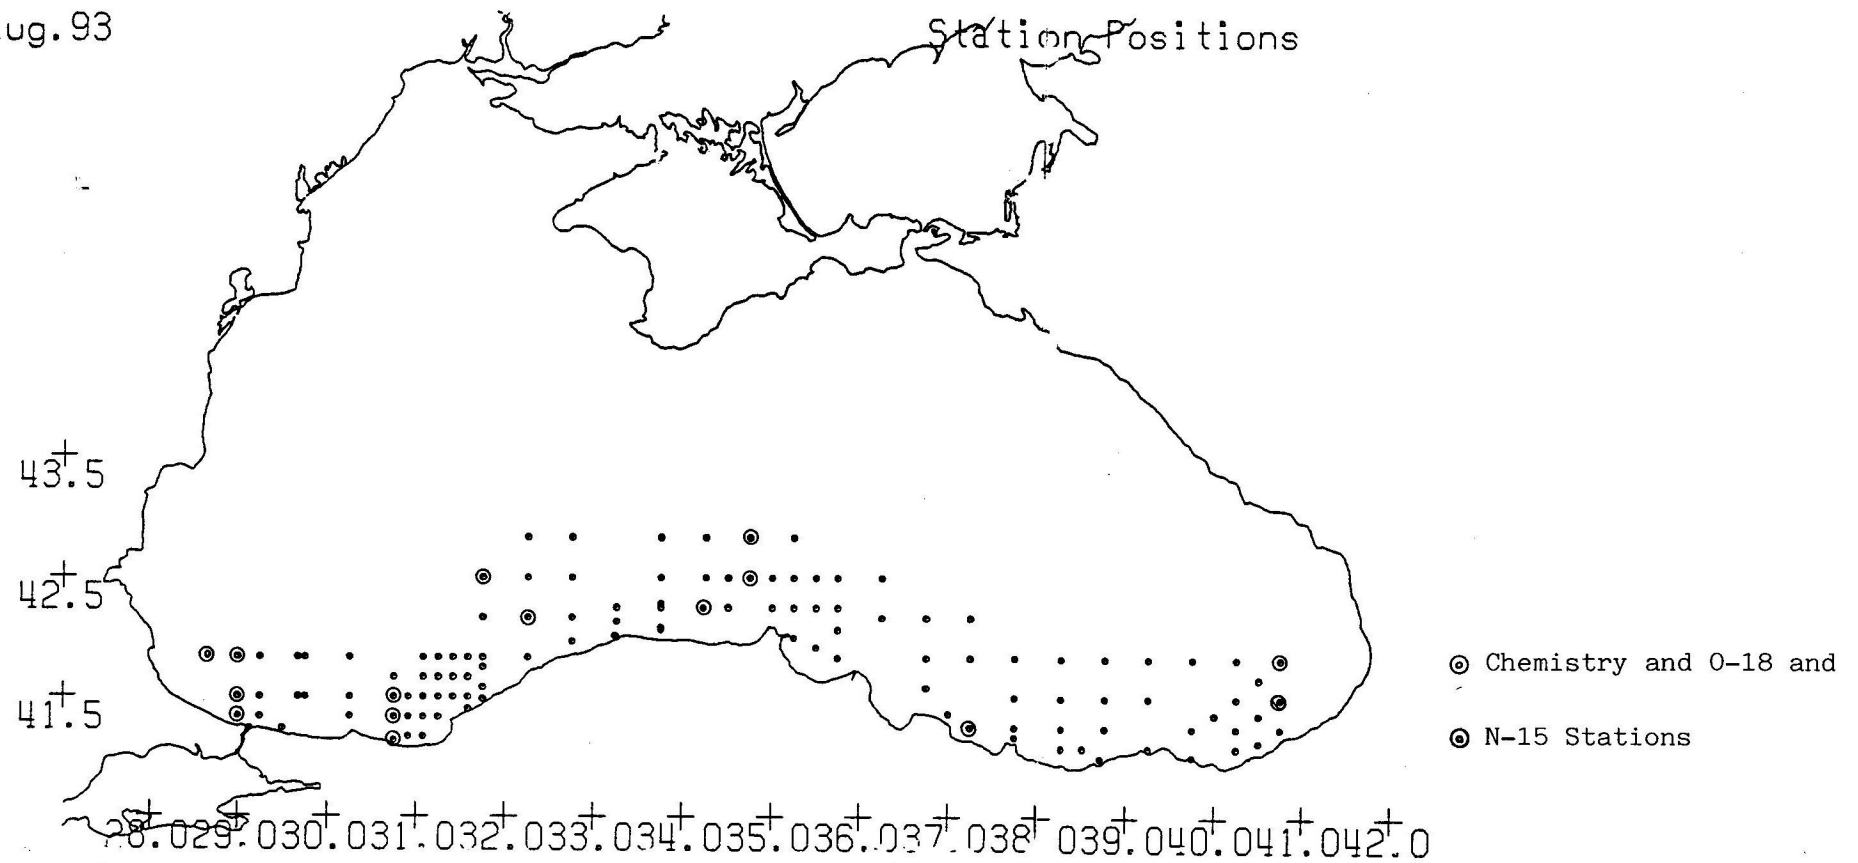 ug.93
Station Positions
43.5
42.5
41.5
Chemistry and O-18 and
N-15 Stations
28.029.030.031.032.033.034.035.036.037.038 039.040.041.042.0